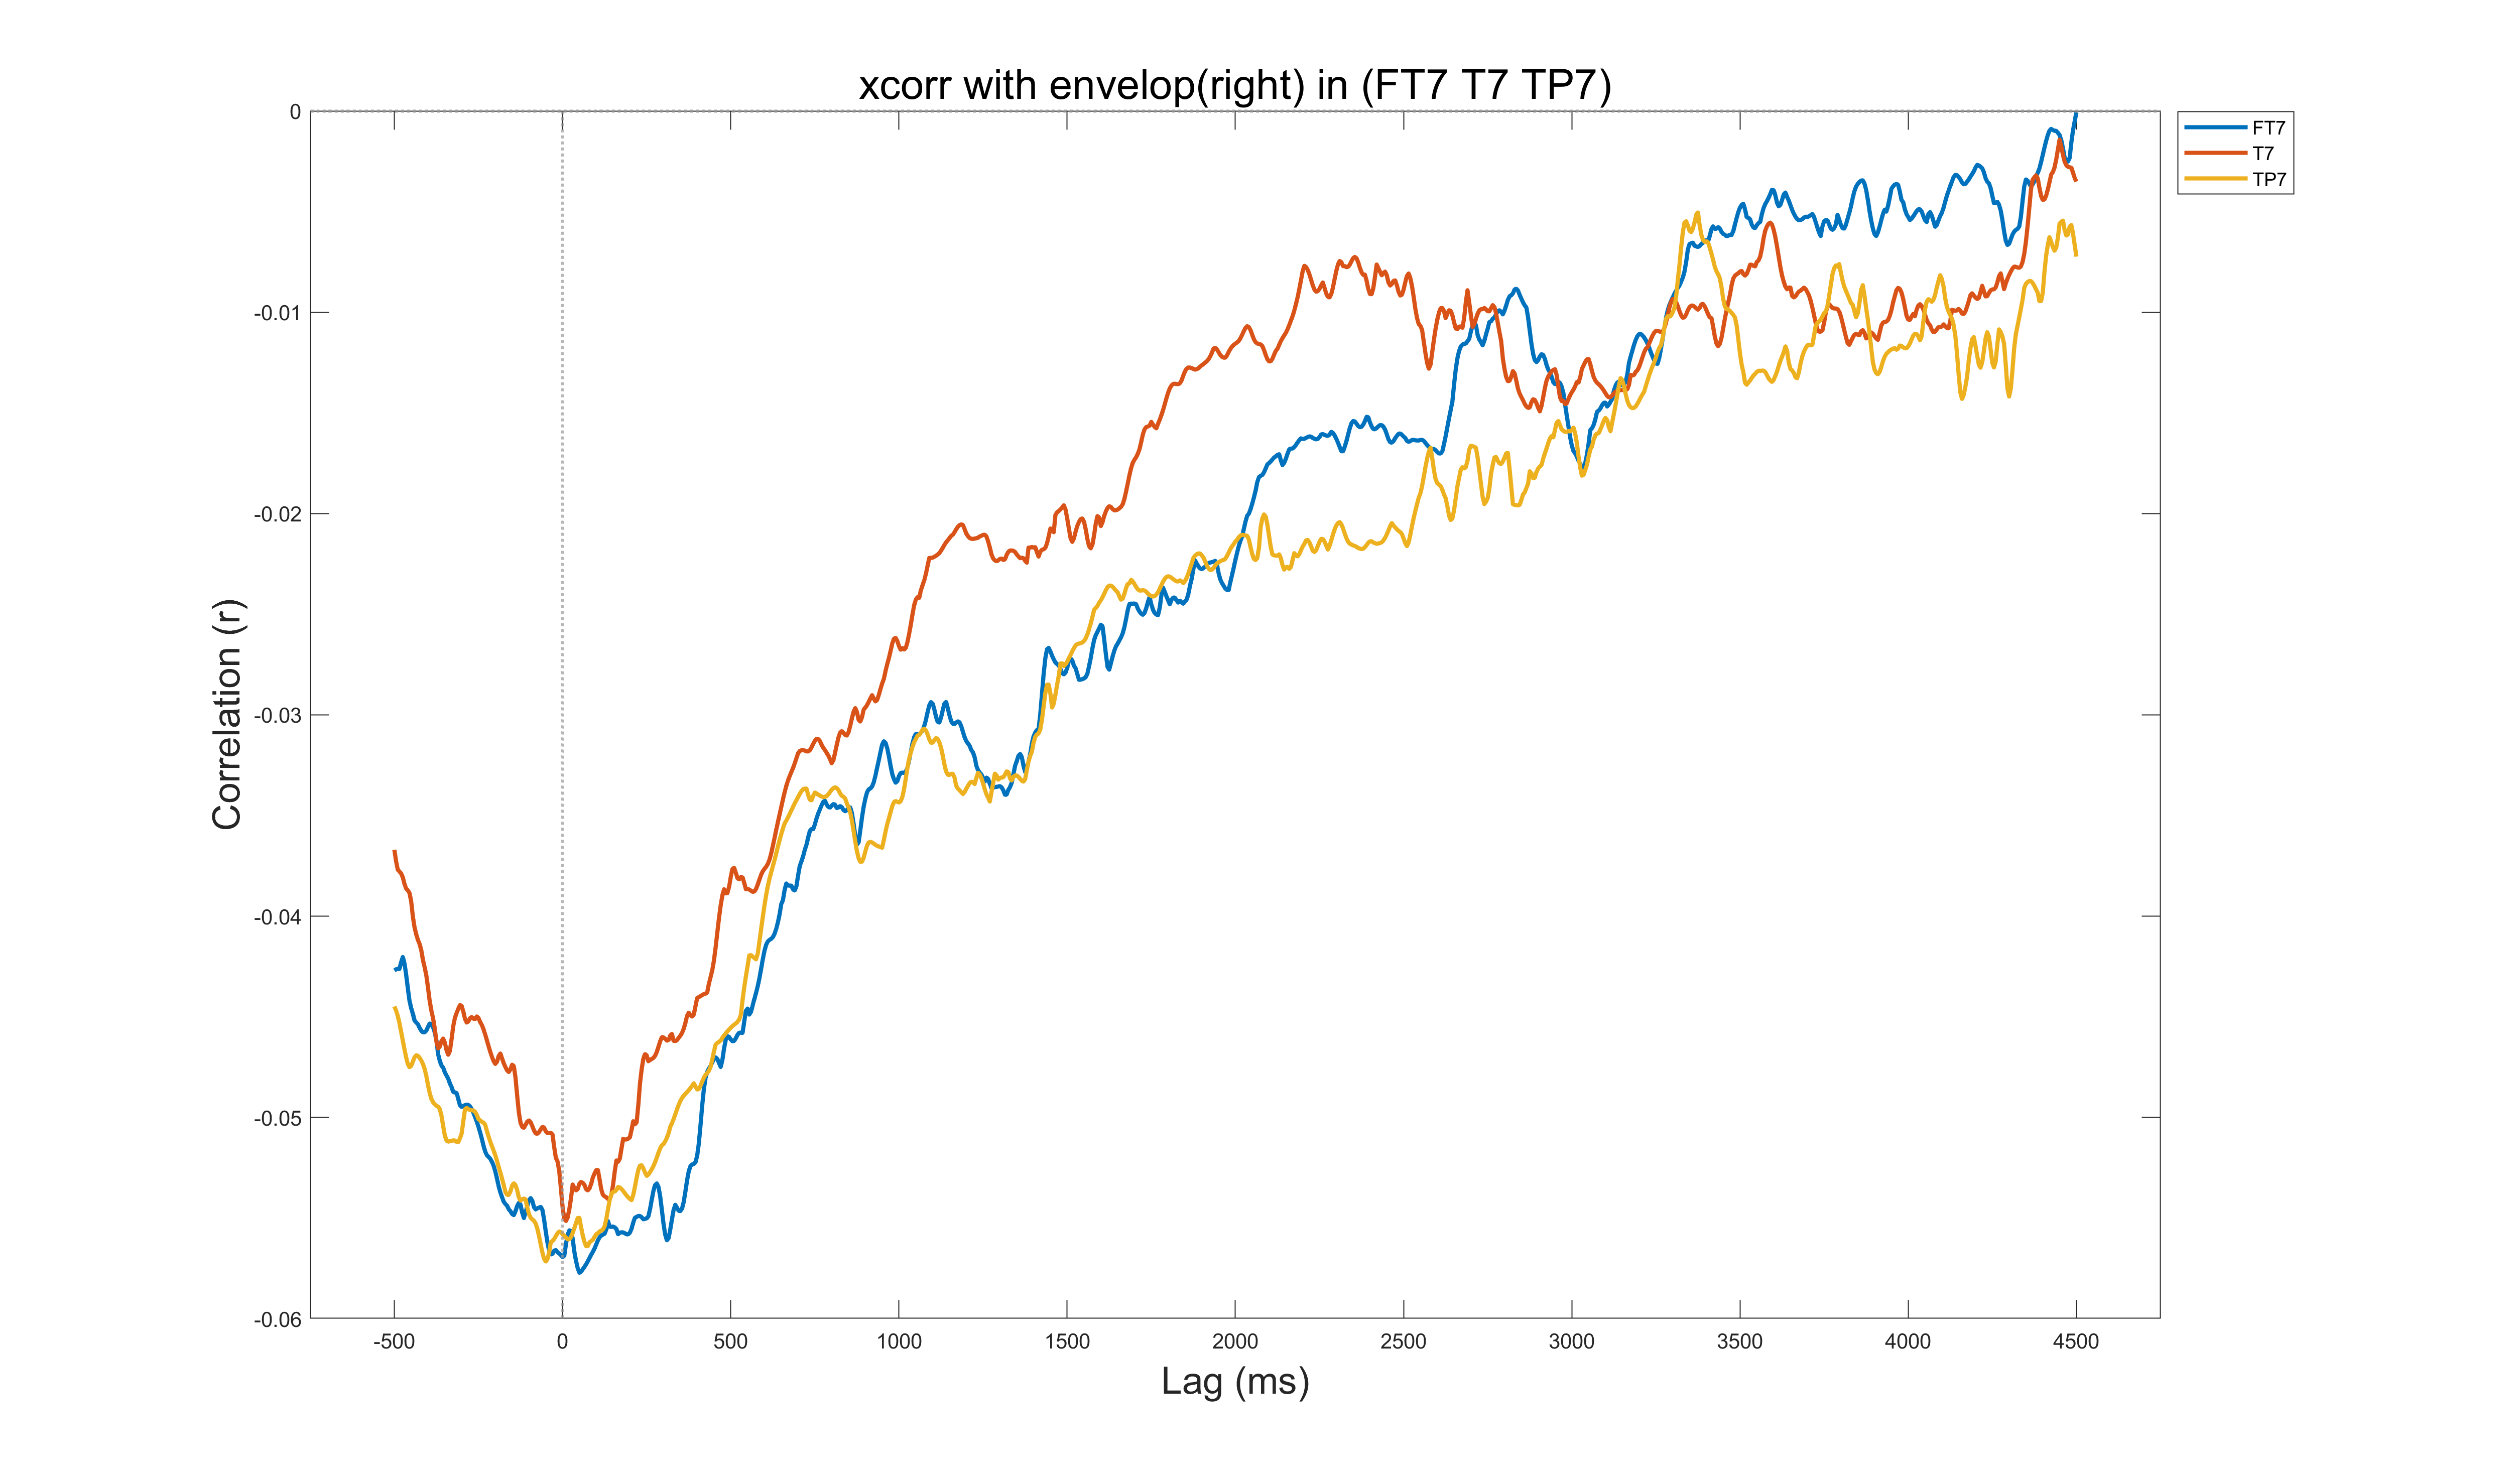 xcorr with envelop(right) in (FT7 T7 TP7)
FT7
T7
TP7
Correlation (r)
0
-0.01
-0.02
-0.03
-0.04
-0.05
-0.06
-500 0 500 1000 1500 2000 2500 3000 3500 4000 4500
Lag (ms)